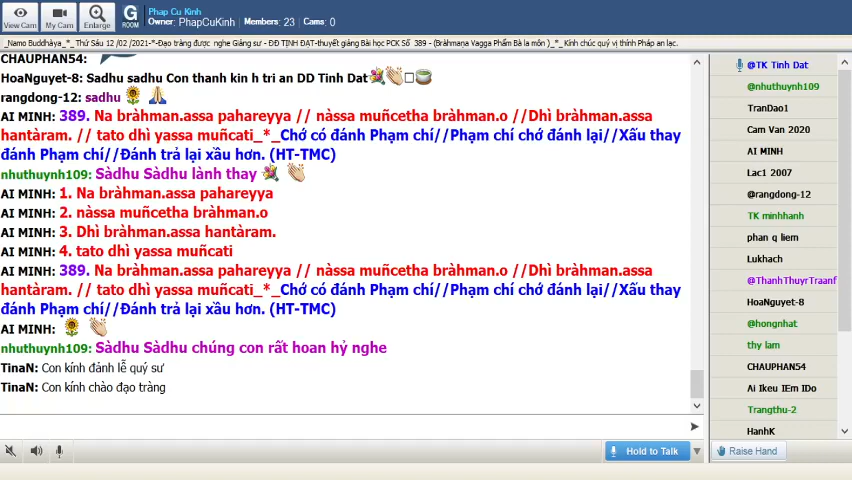 View Cam
My Cam
Enlarge
G
ROOM
Phap Cu Kinh
Owner: PhapCuKinh Members: 23 Cams: 0
_Namo Buddhàya_*_ Thứ Sáu 12 /02 /2021-*-Đạo tràng được nghe Giảng sư - DĐ TỊNH ĐẠT-thuyết giảng Bài học PCK Số 389 - (Bràhmaṇa Vagga Phẩm Bà la môn ) _*_ Kính chúc quý vị thính Pháp an lạc.
CHAUPHAN54:
HoaNguyet-8: Sadhu sadhu Con thanh kin h tri an DD Tinh Dat
rangdong-12: sadhu
AI MINH: 389. Na bràhman.assa pahareyya // nàssa muñcetha bràhman.o //Dhì bràhman.assa
hantàram. // tato dhì yassa muñcati_*_Chớ có đánh Phạm chí//Phạm chí chớ đánh lại//Xấu thay
đánh Phạm chí//Đánh trả lại xầu hơn. (HT-TMC)
nhuthuynh109: Sàdhu Sàdhu lành thay
AI MINH: 1. Na bràhman.assa pahareyya
AI MINH: 2. nàssa muñcetha bràhman.o
AI MINH: 3. Dhì bràhman.assa hantàram.
AI MINH: 4. tato dhì yassa muñcati
AI MINH: 389. Na bràhman.assa pahareyya // nàssa muñcetha bràhman.o //Dhì bràhman.assa
hantàram. // tato dhì yassa muñcati_*_Chớ có đánh Phạm chí//Phạm chí chớ đánh lại//Xấu thay
đánh Phạm chí//Đánh trả lại xầu hơn. (HT-TMC)
AI MINH:
nhuthuynh109: Sàdhu Sàdhu chúng con rất hoan hỷ nghe
TinaN: Con kính đảnh lễ quý sư
TinaN: Con kính chào đạo tràng
Hold to Talk
@TK Tinh Dat
@nhuthuynh109
TranDao1
Cam Van 2020
AI MINH
Lac1 2007
@rangdong-12
TK minhhanh
phan q liem
Lukhach
@ThanhThuyrTraanf
HoaNguyet-8
@hongnhat
thy lam
CHAUPHAN54
Ai Ikeu IEm IDo
Trangthu-2
HanhK
Raise Hand